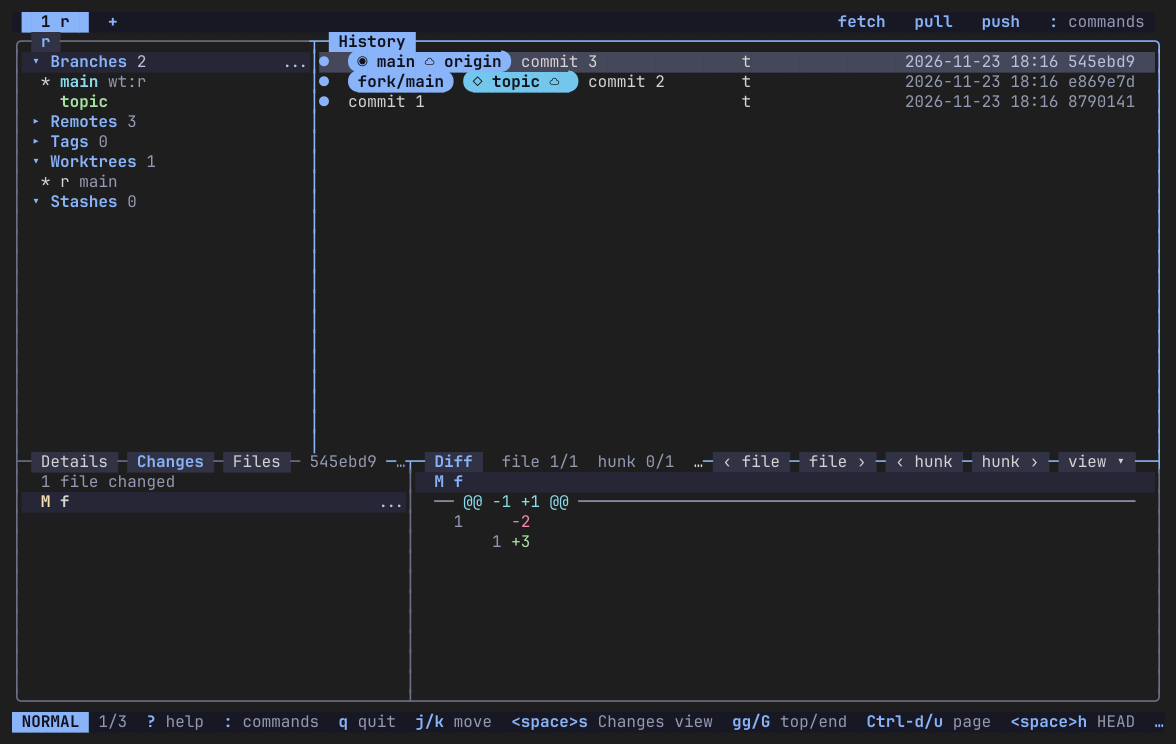 1 r + fetch pull push : commands
r History
▾ Branches 2 ... ● ◉ main ☁ origin commit 3 t 2026-11-23 18:16 545ebd9
* main wt:r ● fork/main ◇ topic ☁ commit 2 t 2026-11-23 18:16 e869e7d
topic ● commit 1 t 2026-11-23 18:16 8790141
▸ Remotes 3
▸ Tags 0
▾ Worktrees 1
* r main
▾ Stashes 0
Details Changes Files 545ebd9 … Diff file 1/1 hunk 0/1 … ‹ file file › ‹ hunk hunk › view ▾
1 file changed M f
M f ... @@ -1 +1 @@
1 -2
1 +3
NORMAL 1/3 ? help : commands q quit j/k move <space>s Changes view gg/G top/end Ctrl-d/u page <space>h HEAD …